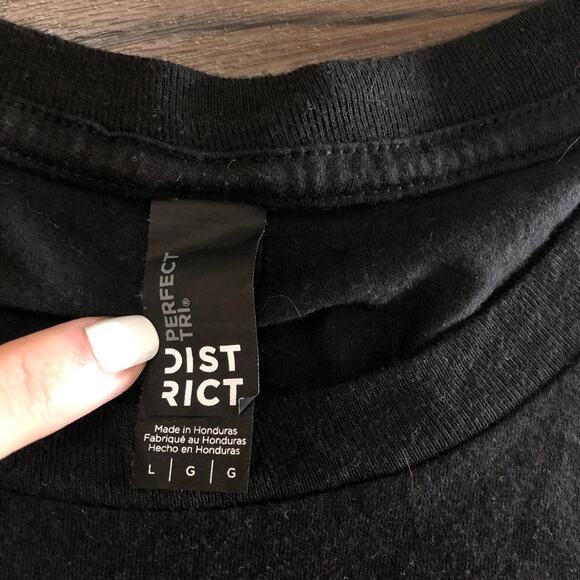 PERFECT
TRI®
DIST
RICT
Made in Honduras
Fabriqué au Honduras
Hecho en Honduras
L | G | G